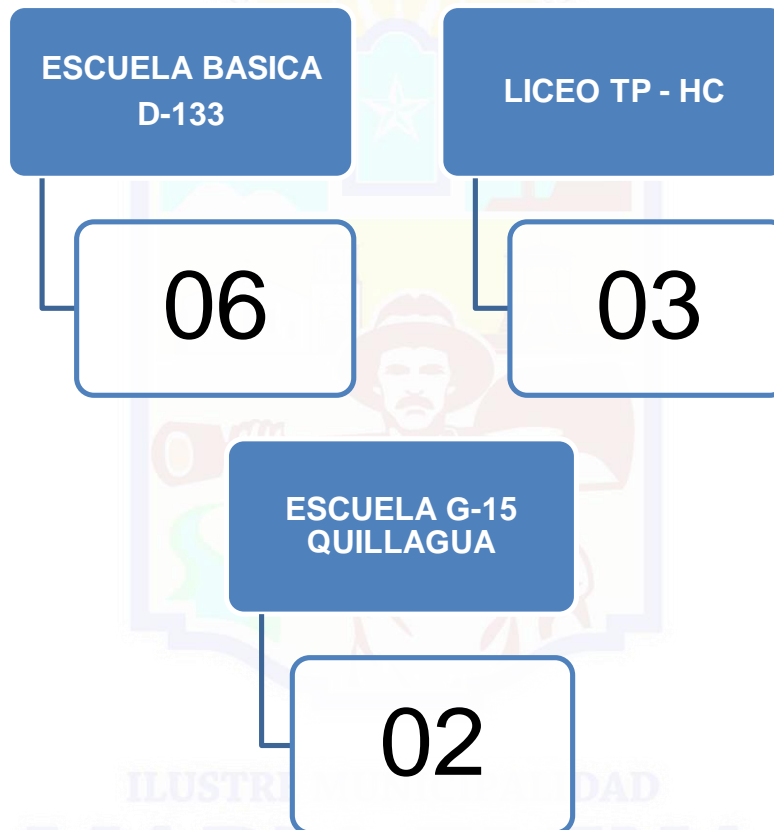 ESCUELA BASICA
D-133
LICEO TP - HC
06
03
ESCUELA G-15
QUILLAGUA
02